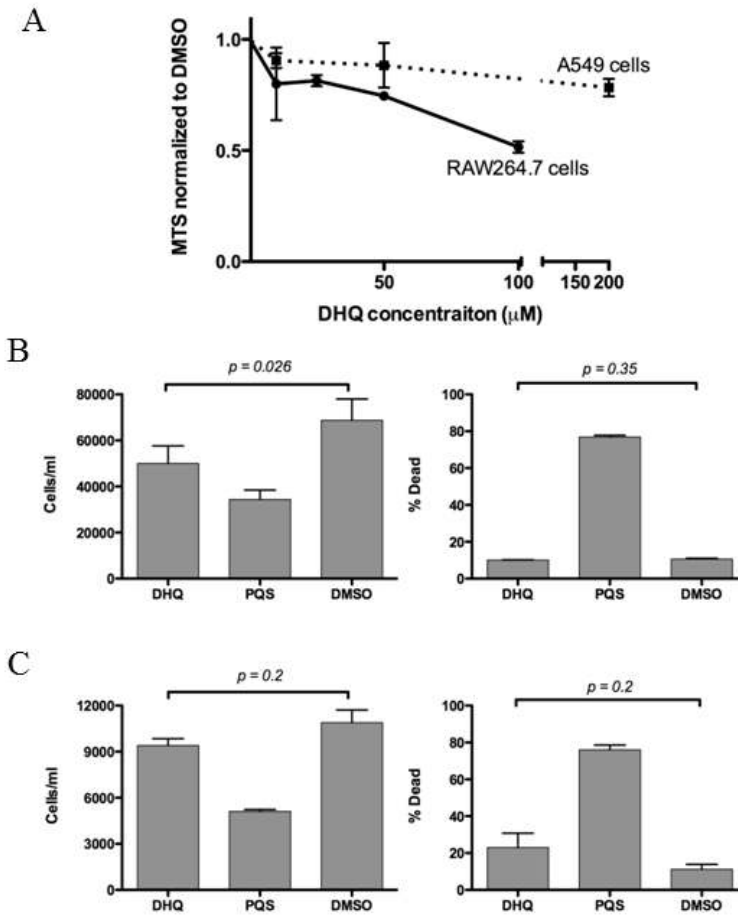 A
MTS normalized to DMSO
1.0
0.5
0.0
A549 cells
RAW264.7 cells
50
100
150
200
DHQ concentraiton (µM)
B
p = 0.026
Cells/ml
80000
60000
40000
20000
0
DHQ
PQS
DMSO
p = 0.35
% Dead
100
80
60
40
20
0
DHQ
PQS
DMSO
C
p = 0.2
Cells/ml
12000
9000
6000
3000
0
DHQ
PQS
DMSO
p = 0.2
% Dead
100
80
60
40
20
0
DHQ
PQS
DMSO